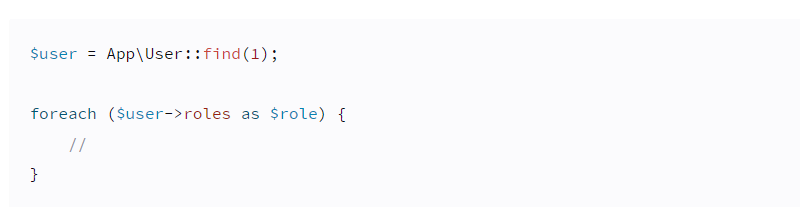 $user = App\User::find(1);
foreach ($user->roles as $role) {
    //
}